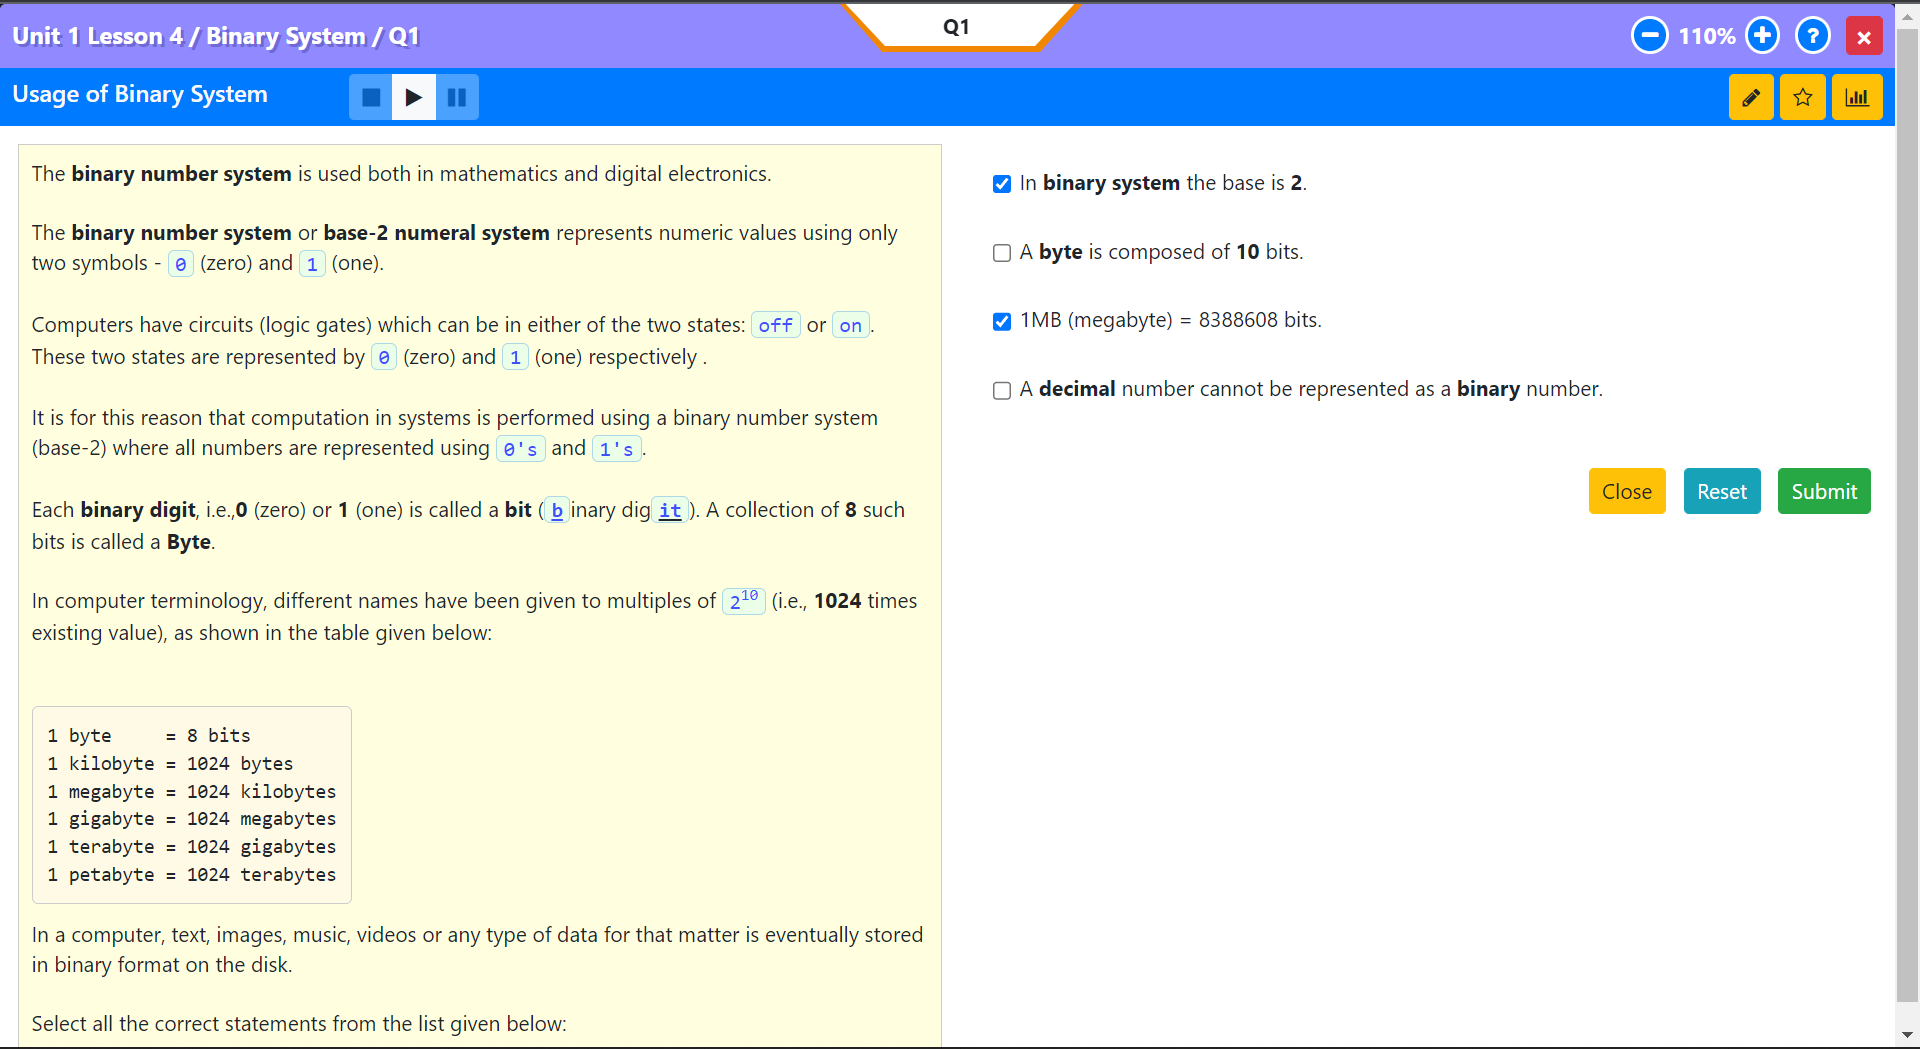 Unit 1 Lesson 4 / Binary System / Q1
Q1
110%
Usage of Binary System
The binary number system is used both in mathematics and digital electronics.
The binary number system or base-2 numeral system represents numeric values using only
two symbols - 0 (zero) and 1 (one).
Computers have circuits (logic gates) which can be in either of the two states: off or on.
These two states are represented by 0 (zero) and 1 (one) respectively .
It is for this reason that computation in systems is performed using a binary number system
(base-2) where all numbers are represented using 0's and 1's.
Each binary digit, i.e.,0 (zero) or 1 (one) is called a bit (binary digit). A collection of 8 such
bits is called a Byte.
In computer terminology, different names have been given to multiples of 2^10 (i.e., 1024 times
existing value), as shown in the table given below:
1 byte     = 8 bits
1 kilobyte = 1024 bytes
1 megabyte = 1024 kilobytes
1 gigabyte = 1024 megabytes
1 terabyte = 1024 gigabytes
1 petabyte = 1024 terabytes
In a computer, text, images, music, videos or any type of data for that matter is eventually stored
in binary format on the disk.
Select all the correct statements from the list given below:
In binary system the base is 2.
A byte is composed of 10 bits.
1MB (megabyte) = 8388608 bits.
A decimal number cannot be represented as a binary number.
Close
Reset
Submit